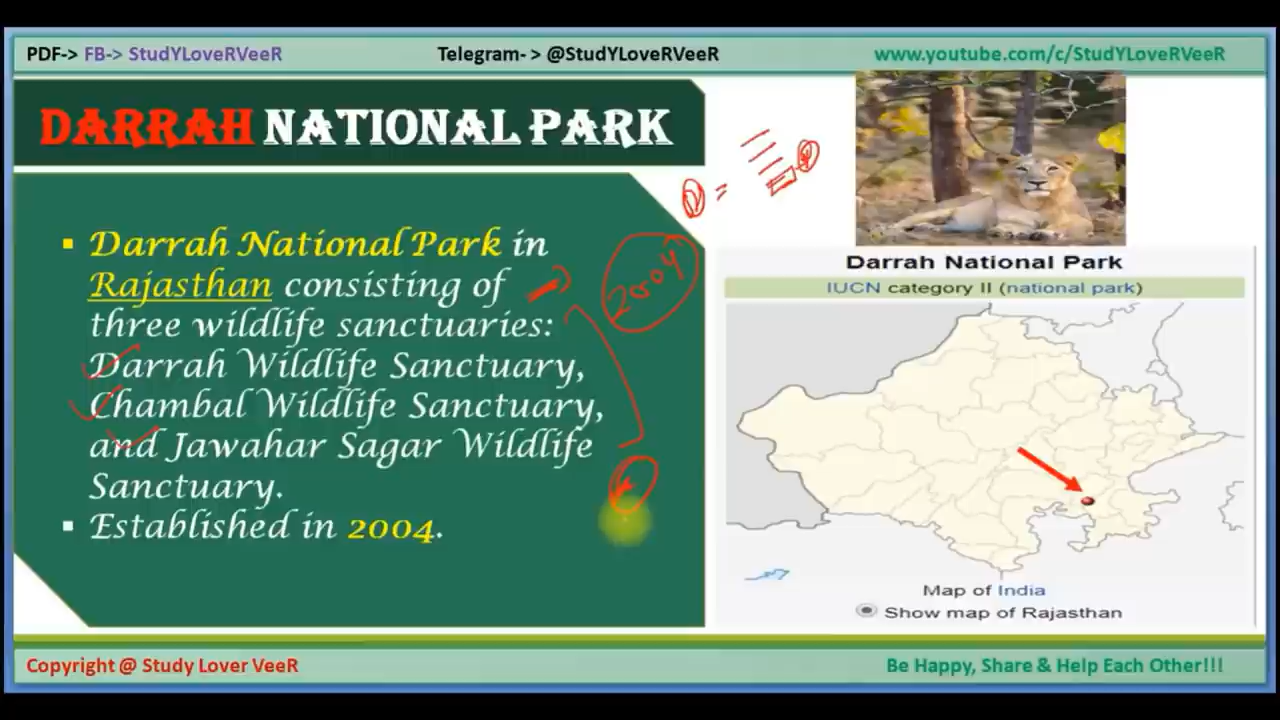 PDF-> FB-> StudYLoveRVeeR
Telegram- > @StudYLoveRVeeR
www.youtube.com/c/StudYLoveRVeeR
DARRAH NATIONAL PARK
Darrah National Park in
Rajasthan consisting of
three wildlife sanctuaries:
Darrah Wildlife Sanctuary,
Chambal Wildlife Sanctuary,
and Jawahar Sagar Wildlife
Sanctuary.
Established in 2004.
2004
Darrah National Park
IUCN category II (national park)
Map of India
Show map of Rajasthan
Copyright @ Study Lover VeeR
Be Happy, Share & Help Each Other!!!